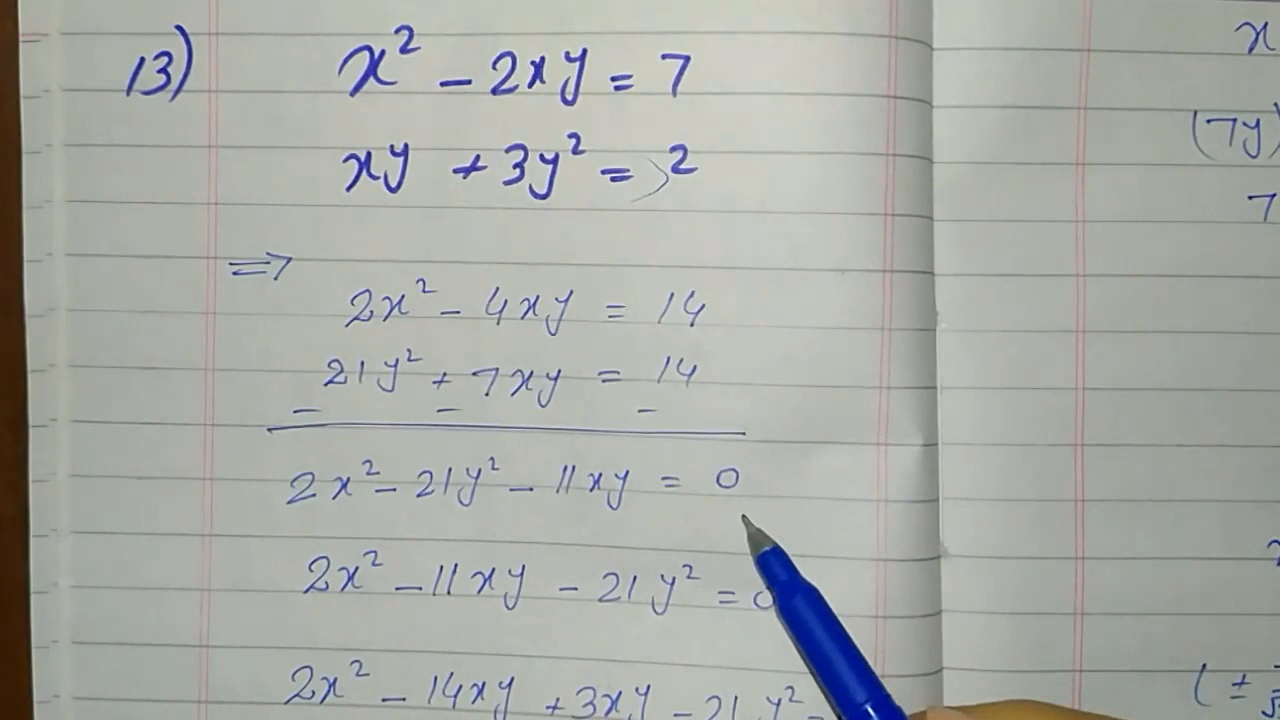 13) x² - 2xy = 7
xy + 3y² = 2
⇒
2x² - 4xy = 14
21y² + 7xy = 14
- - -
2x² - 21y² - 11xy = 0
2x² - 11xy - 21y² = 0
2x² - 14xy + 3xy - 21y² -
x
(7y)
7
(±